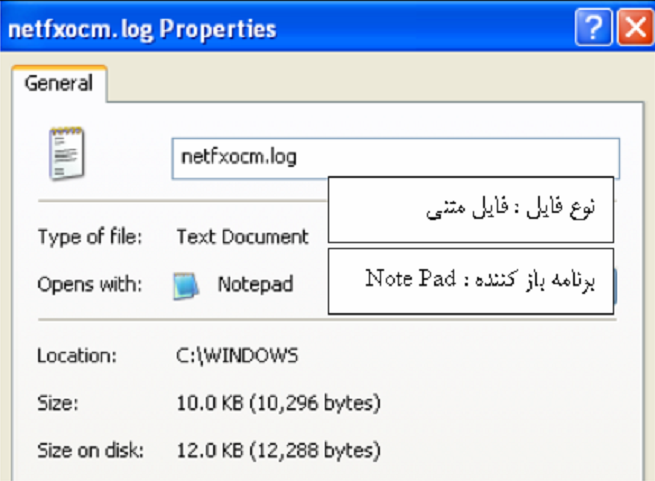 netfxocm.log Properties
General
netfxocm.log
نوع فایل : فایل متنی
Type of file: Text Document
Opens with: Notepad
برنامه باز کننده : Note Pad
Location: C:\WINDOWS
Size: 10.0 KB (10,296 bytes)
Size on disk: 12.0 KB (12,288 bytes)